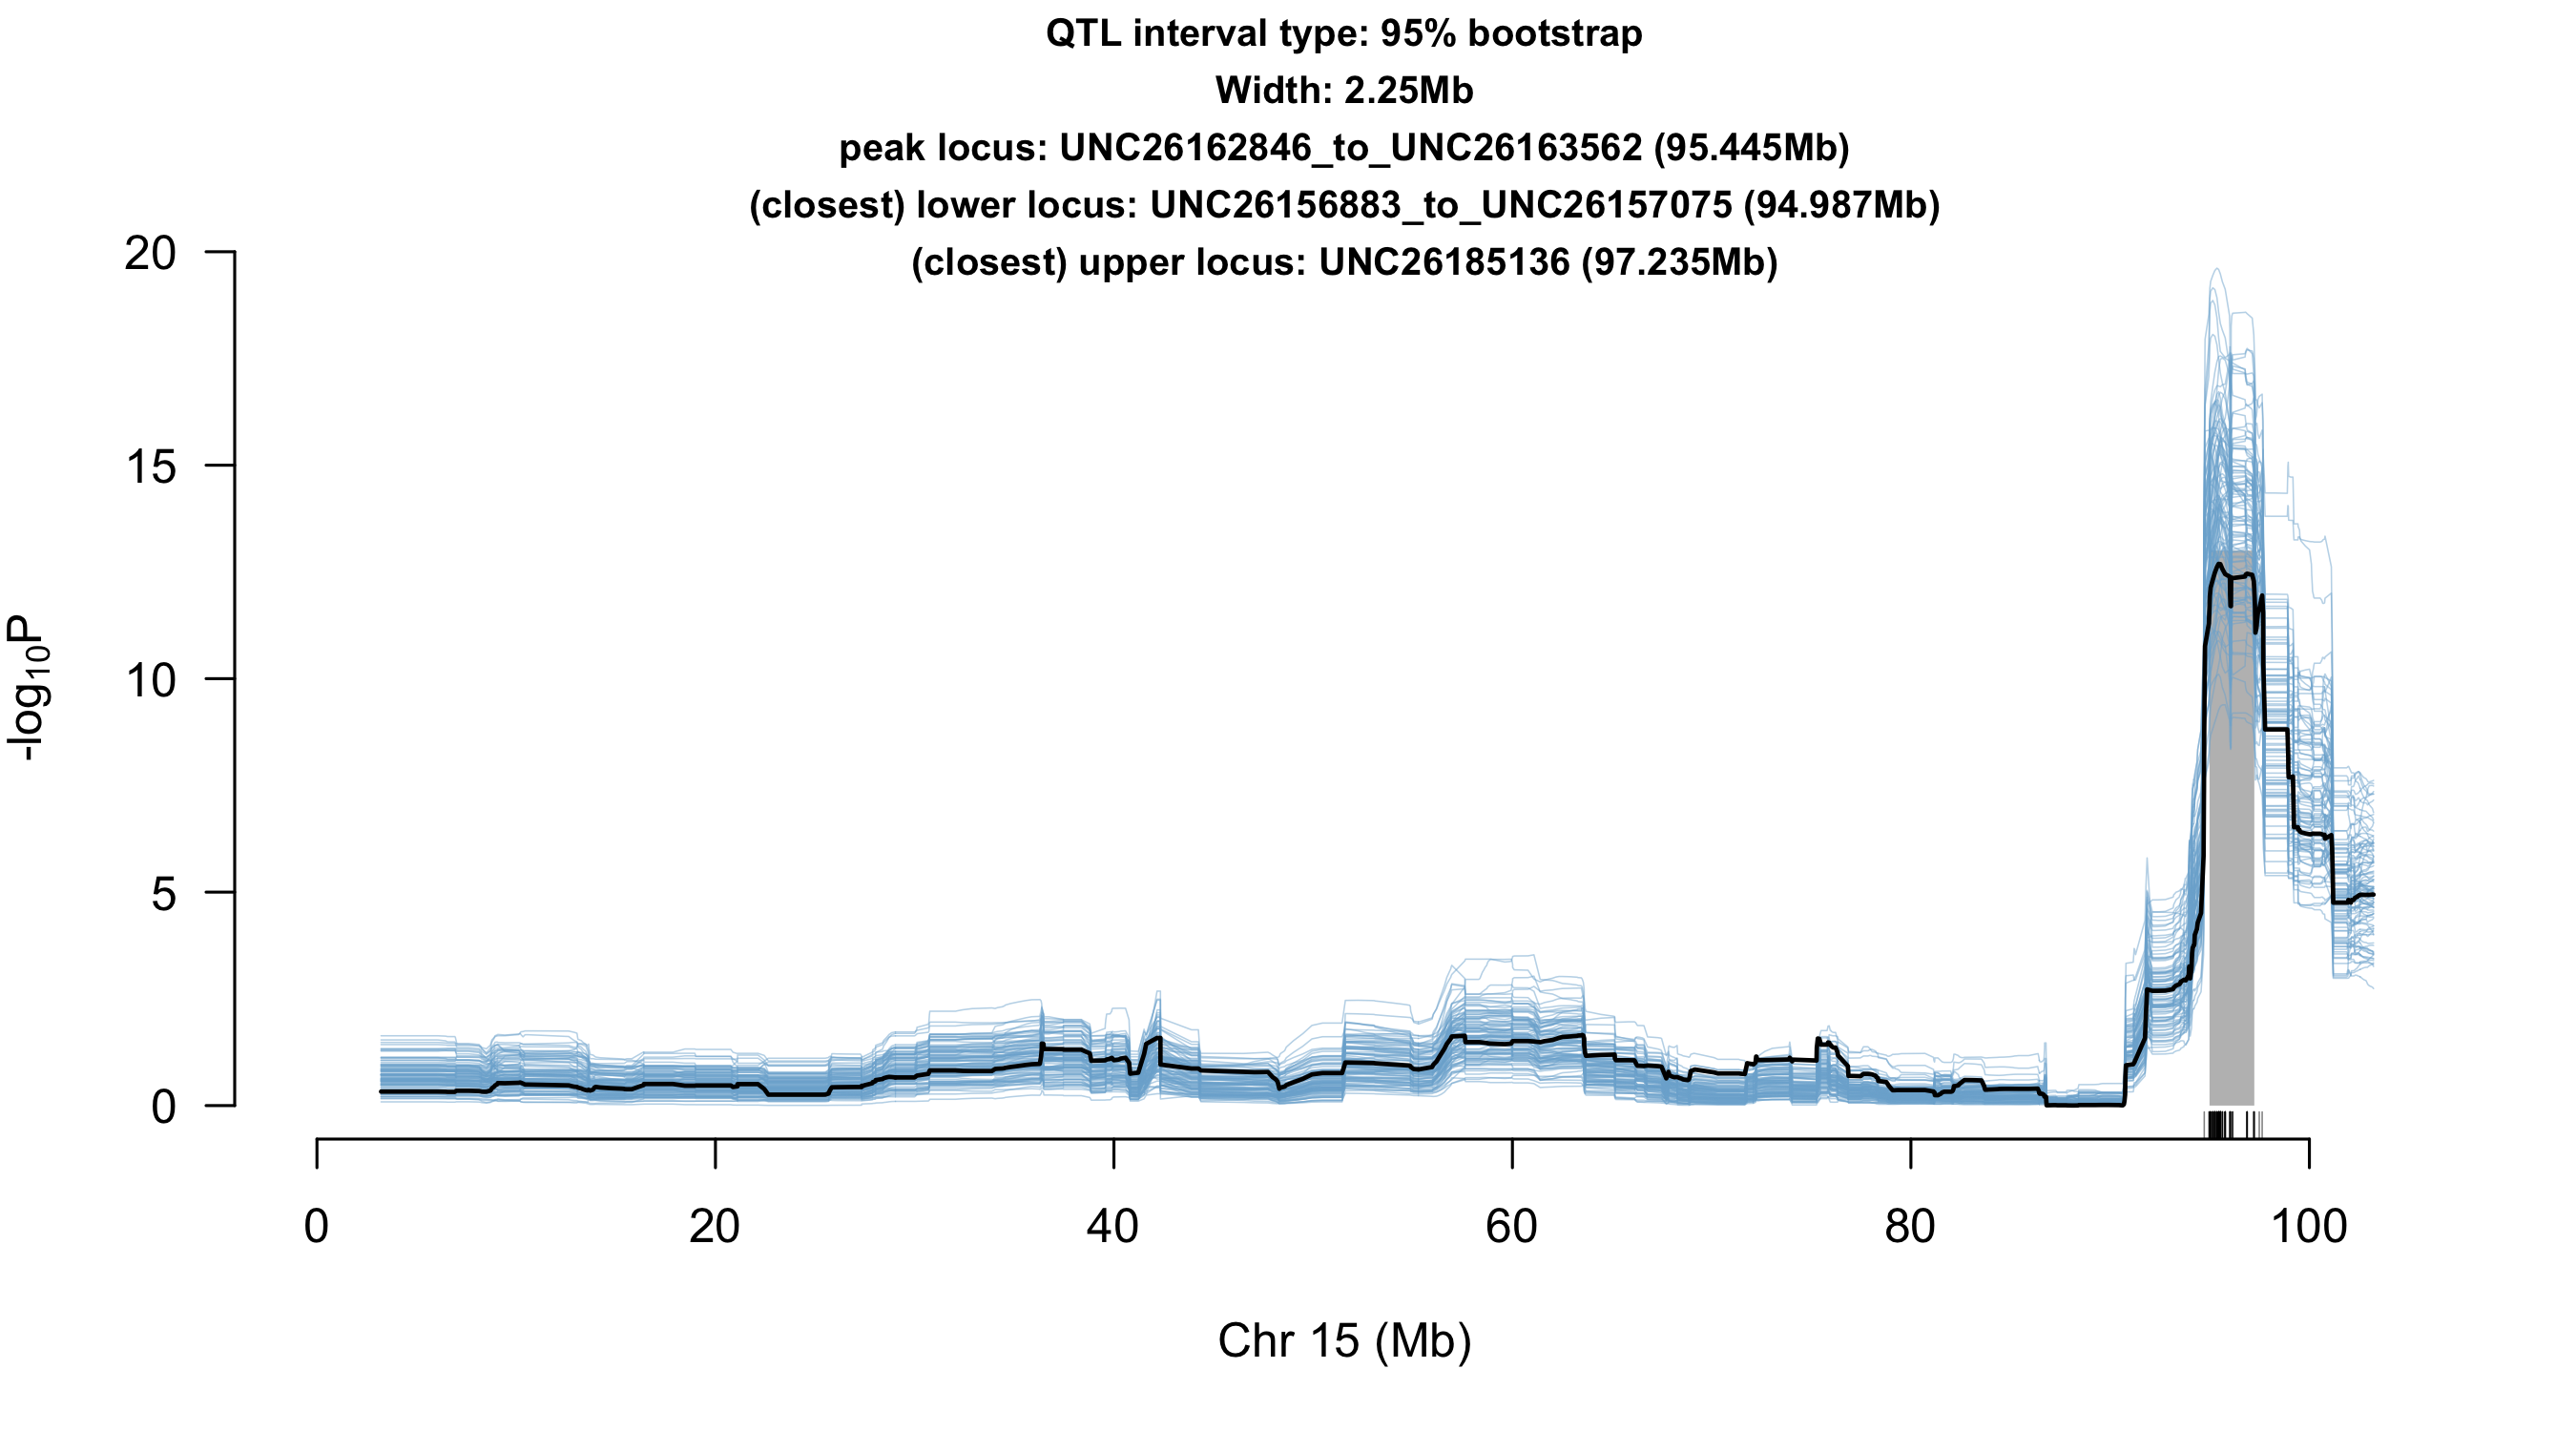 QTL interval type: 95% bootstrap
Width: 2.25Mb
peak locus: UNC26162846_to_UNC26163562 (95.445Mb)
(closest) lower locus: UNC26156883_to_UNC26157075 (94.987Mb)
(closest) upper locus: UNC26185136 (97.235Mb)
20
15
10
5
0
-log10P
0 20 40 60 80 100
Chr 15 (Mb)